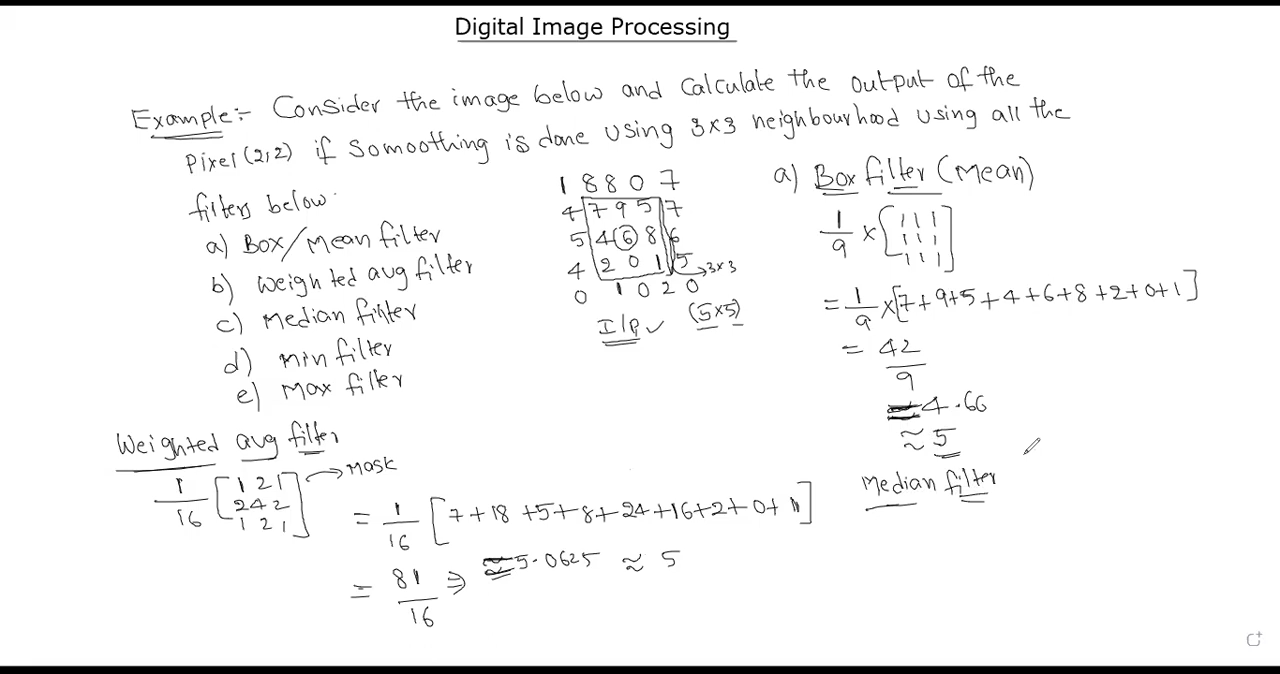 Digital Image Processing
Example:- Consider the image below and Calculate the output of the
Pixel (2,2) if Somoothing is done using 3x3 neighbourhood using all the
filters below.
a) Box/Mean filter
b) Weighted avg filter
c) Median filter
d) Min filter
e) Max filter
1 8 8 0 7
4 7 9 5 7
5 4 6 8 6
4 2 0 1 5
0 1 0 2 0
3x3
I/P ✓ (5x5)
a) Box filter (Mean)
1/9 x [1 1 1
1 1 1
1 1 1]
= 1/9 x [7+9+5+4+6+8+2+0+1]
= 42/9
4.66
≈ 5
Weighted avg filter
1/16 [1 2 1
2 4 2
1 2 1] → Mask
= 1/16 [7+18+5+8+24+16+2+0+1]
= 81/16 ⇒ 5.0625 ≈ 5
Median filter